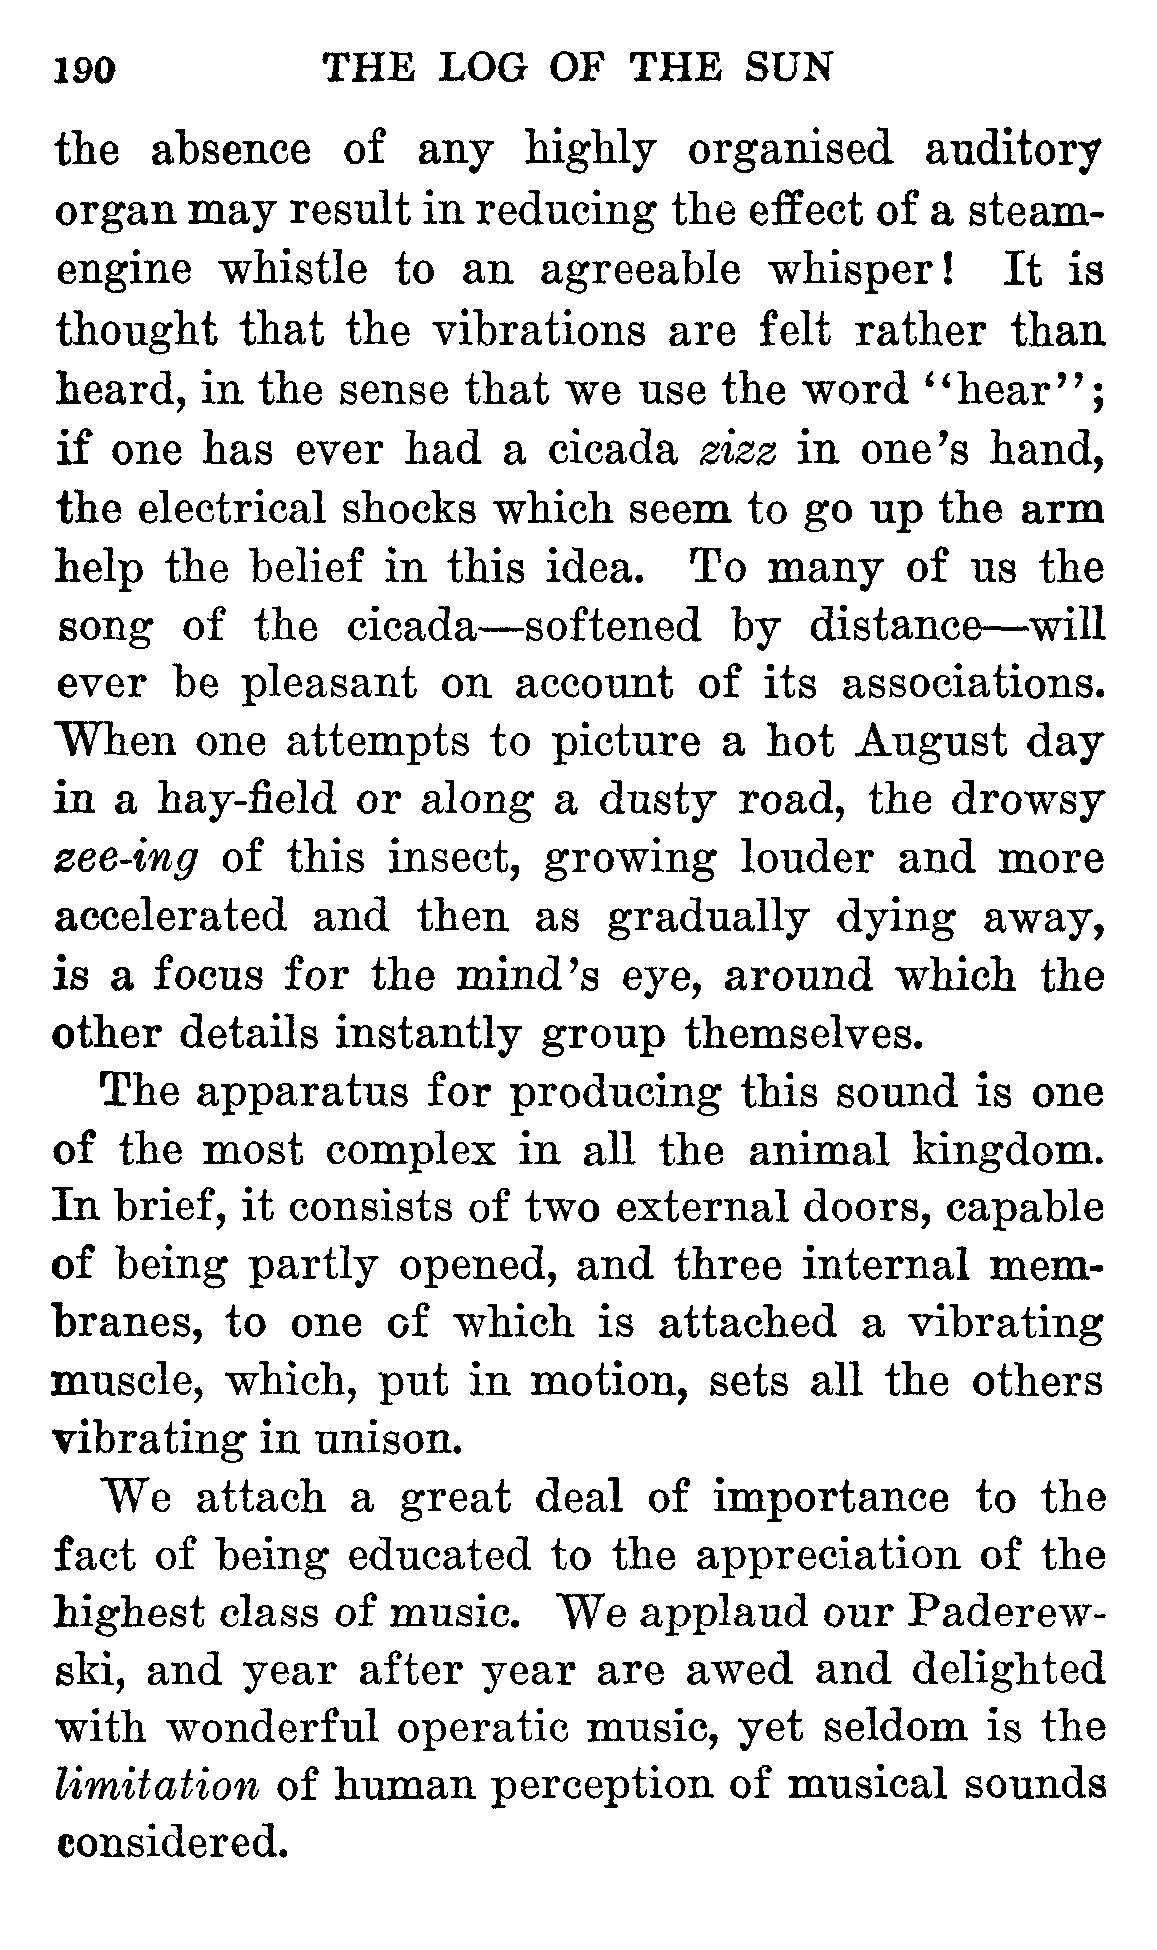 190 THE LOG OF THE SUN
the absence of any highly organised auditory
organ may result in reducing the effect of a steam-
engine whistle to an agreeable whisper! It is
thought that the vibrations are felt rather than
heard, in the sense that we use the word “hear”;
if one has ever had a cicada zizz in one’s hand,
the electrical shocks which seem to go up the arm
help the belief in this idea. To many of us the
song of the cicada—softened by distance—will
ever be pleasant on account of its associations.
When one attempts to picture a hot August day
in a hay-field or along a dusty road, the drowsy
zee-ing of this insect, growing louder and more
accelerated and then as gradually dying away,
is a focus for the mind’s eye, around which the
other details instantly group themselves.
The apparatus for producing this sound is one
of the most complex in all the animal kingdom.
In brief, it consists of two external doors, capable
of being partly opened, and three internal mem-
branes, to one of which is attached a vibrating
muscle, which, put in motion, sets all the others
vibrating in unison.
We attach a great deal of importance to the
fact of being educated to the appreciation of the
highest class of music. We applaud our Paderew-
ski, and year after year are awed and delighted
with wonderful operatic music, yet seldom is the
limitation of human perception of musical sounds
considered.